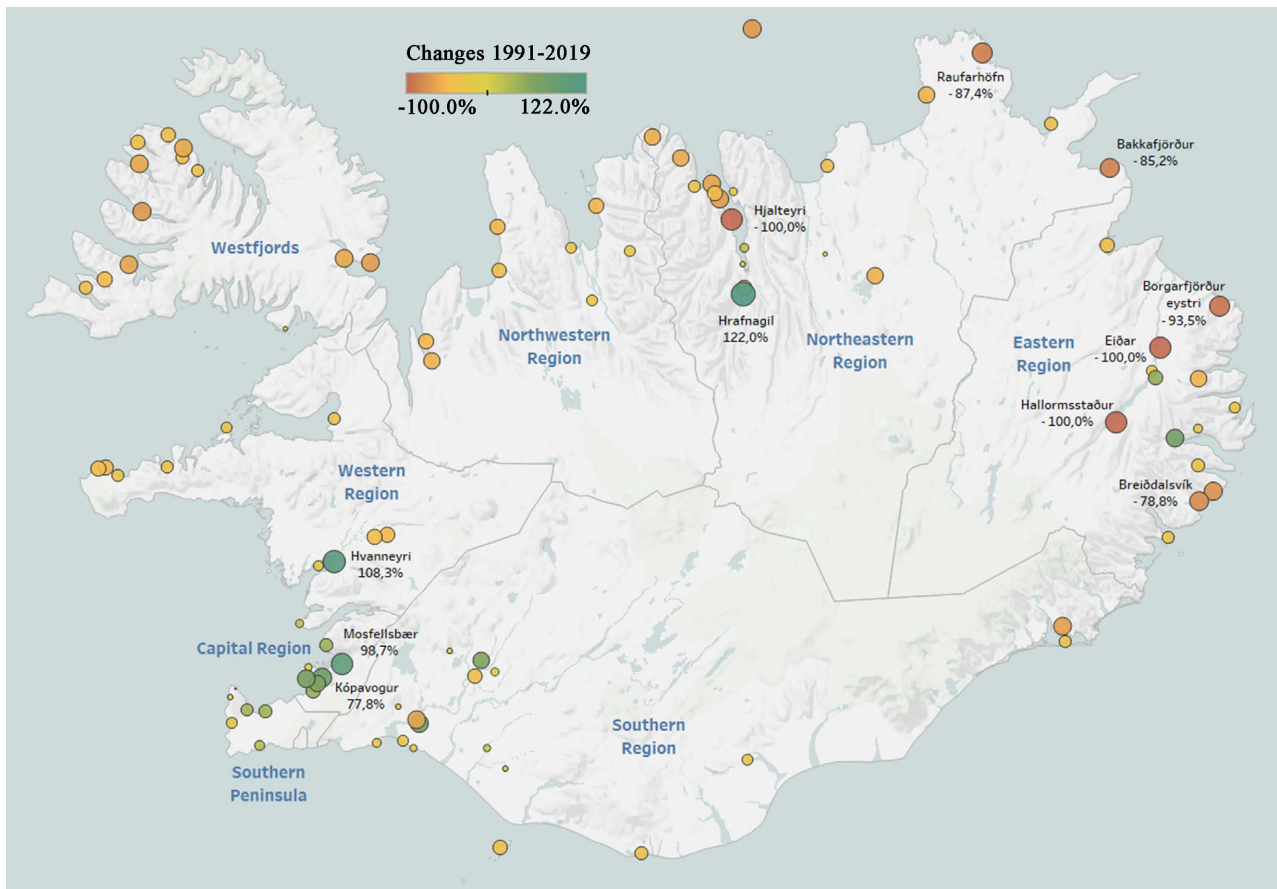 Changes 1991-2019
-100.0%
122.0%
Raufarhöfn
- 87,4%
Bakkafjörður
- 85,2%
Hjalteyri
- 100,0%
Westfjords
Borgarfjörður
eystri
- 93,5%
Hrafnagil
122,0%
Northwestern
Region
Northeastern
Region
Eastern
Region
Eiðar
- 100,0%
Hallormsstaður
- 100,0%
Western
Region
Breiðdalsvík
- 78,8%
Hvanneyri
108,3%
Mosfellsbær
98,7%
Capital Region
Kópavogur
77,8%
Southern
Region
Southern
Peninsula